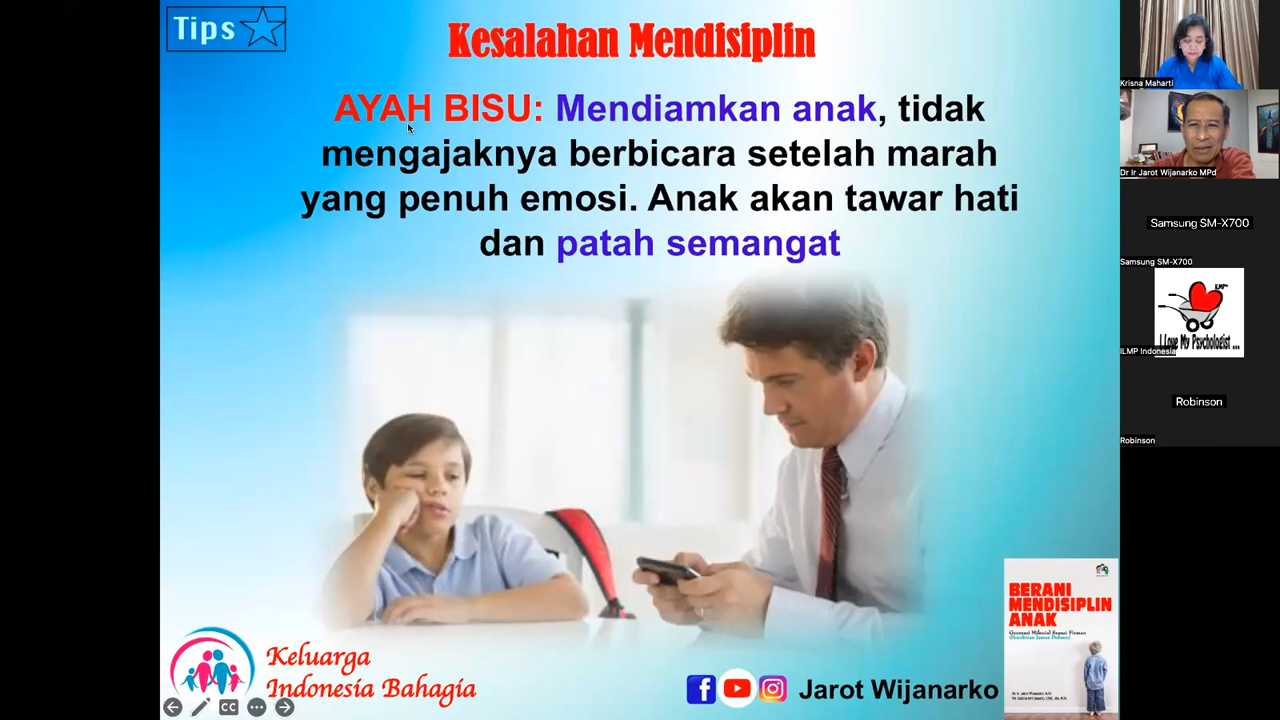 Tips
Kesalahan Mendisiplin
AYAH BISU: Mendiamkan anak, tidak
mengajaknya berbicara setelah marah
yang penuh emosi. Anak akan tawar hati
dan patah semangat
Keluarga
Indonesia Bahagia
CC
Jarot Wijanarko
BERANI
MENDISIPLIN
ANAK
Krisna Maharti
Dr Ir Jarot Wijanarko MPd
Samsung SM-X700
Samsung SM-X700
I Love My Psychologist ...
ILMP Indonesia
Robinson
Robinson